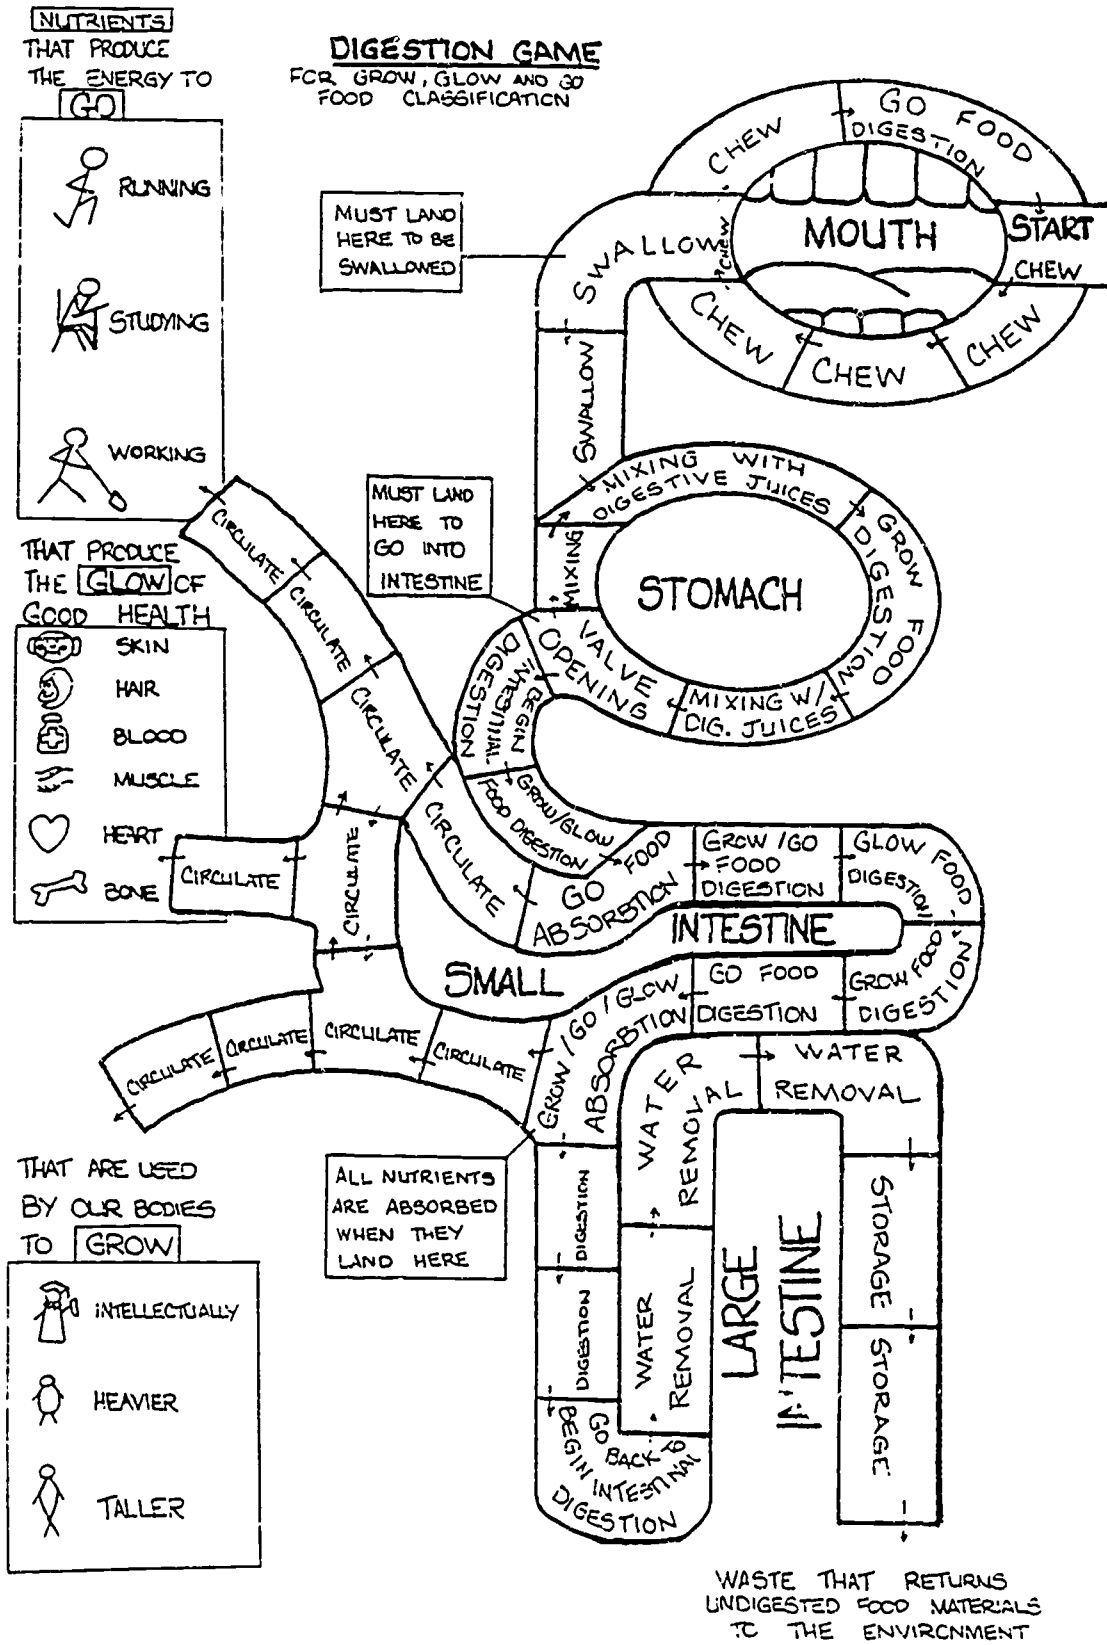 NUTRIENTS
THAT PRODUCE
THE ENERGY TO
GO
RUNNING
STUDYING
WORKING
THAT PRODUCE
THE GLOW OF
GOOD HEALTH
SKIN
HAIR
BLOOD
MUSCLE
HEART
BONE
THAT ARE USED
BY OUR BODIES
TO GROW
INTELLECTUALLY
HEAVIER
TALLER
DIGESTION GAME
FOR GROW, GLOW AND GO
FOOD CLASSIFICATION
MOUTH
START
CHEW
CHEW
CHEW
CHEW
CHEW
CHEW
GO FOOD
DIGESTION
MUST LAND
HERE TO BE
SWALLOWED
SWALLOW
SWALLOW
MIXING WITH
DIGESTIVE JUICES
GROW FOOD
DIGESTION
MIXING W/
DIG. JUICES
VALVE
OPENING
MIXING
STOMACH
MUST LAND
HERE TO
GO INTO
INTESTINE
BEGIN
INTESTINAL
DIGESTION
GROW/GLOW
FOOD DIGESTION
GO FOOD
ABSORBTION
GROW/GO
FOOD
DIGESTION
GLOW FOOD
DIGESTION
GROW FOOD
DIGESTION
GO FOOD
DIGESTION
GROW/GO/GLOW
ABSORBTION
SMALL
INTESTINE
CIRCULATE
CIRCULATE
CIRCULATE
CIRCULATE
CIRCULATE
CIRCULATE
CIRCULATE
CIRCULATE
CIRCULATE
CIRCULATE
ALL NUTRIENTS
ARE ABSORBED
WHEN THEY
LAND HERE
DIGESTION
DIGESTION
GO BACK TO
BEGIN INTESTINAL
DIGESTION
WATER
REMOVAL
WATER
REMOVAL
WATER
REMOVAL
STORAGE
STORAGE
LARGE
INTESTINE
WASTE THAT RETURNS
UNDIGESTED FOOD MATERIALS
TO THE ENVIRONMENT